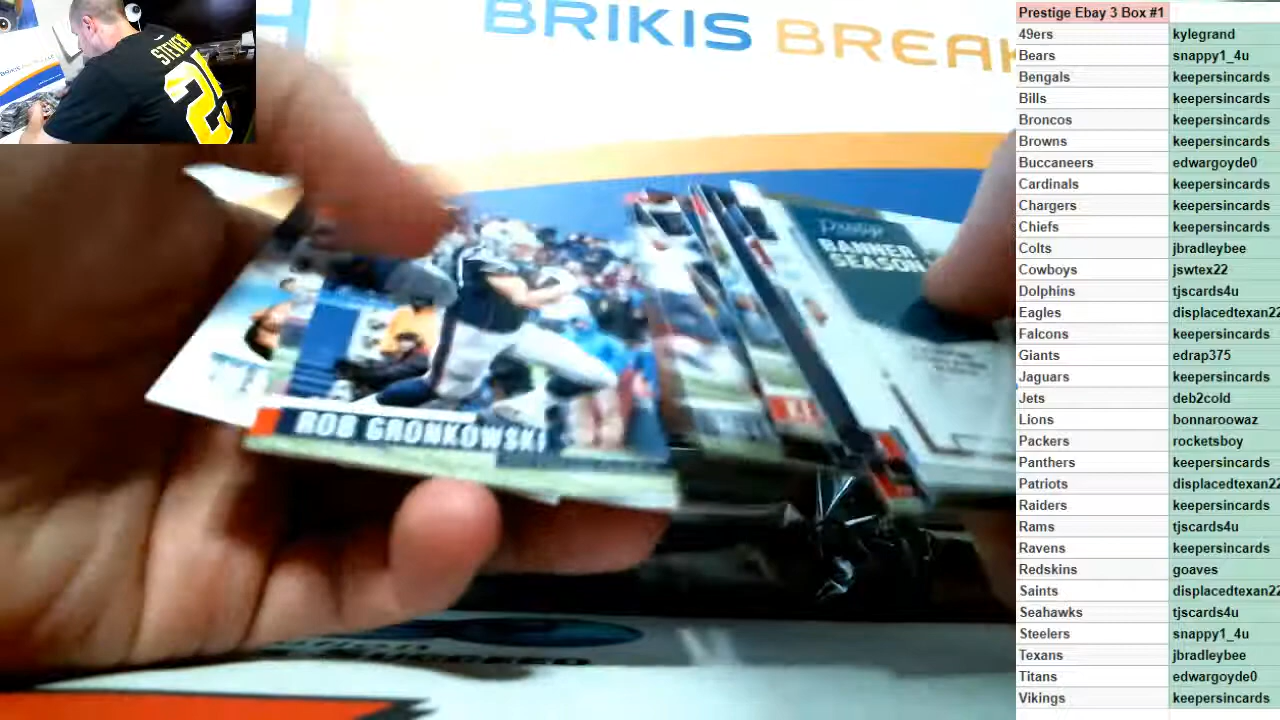 BRIKIS BREAK
STEVE
2
Prestige
BANNER
SEASON
ROB GRONKOWSKI
Prestige Ebay 3 Box #1
49ers kylegrand
Bears snappy1_4u
Bengals keepersincards
Bills keepersincards
Broncos keepersincards
Browns keepersincards
Buccaneers edwargoyde0
Cardinals keepersincards
Chargers keepersincards
Chiefs keepersincards
Colts jbradleybee
Cowboys jswtex22
Dolphins tjscards4u
Eagles displacedtexan22
Falcons keepersincards
Giants edrap375
Jaguars keepersincards
Jets deb2cold
Lions bonnaroowaz
Packers rocketsboy
Panthers keepersincards
Patriots displacedtexan22
Raiders keepersincards
Rams tjscards4u
Ravens keepersincards
Redskins goaves
Saints displacedtexan22
Seahawks tjscards4u
Steelers snappy1_4u
Texans jbradleybee
Titans edwargoyde0
Vikings keepersincards